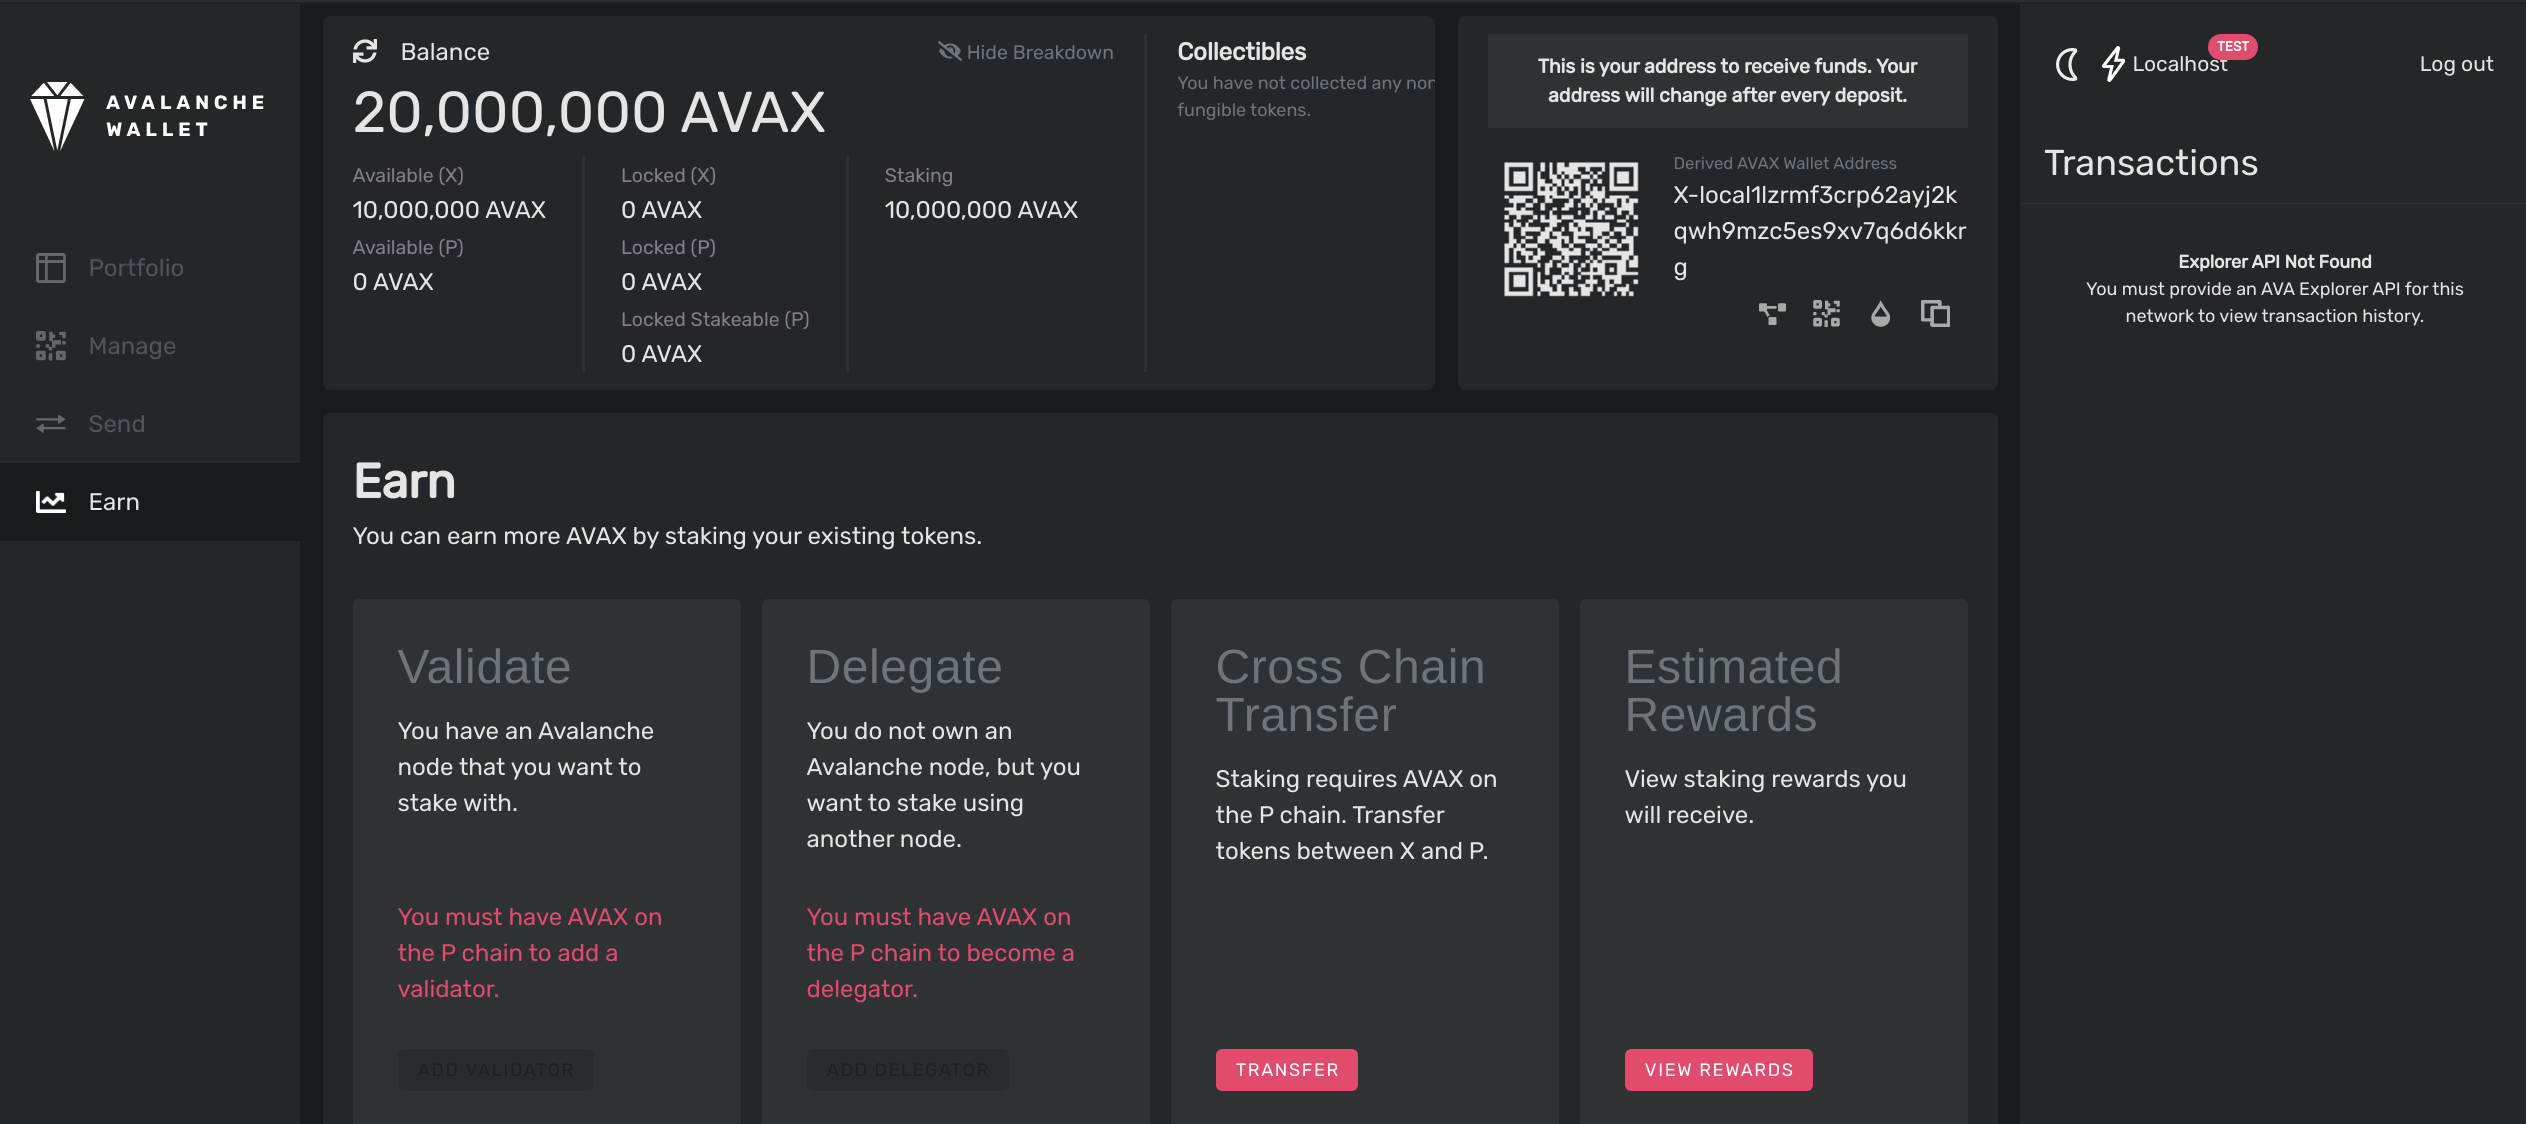 AVALANCHE
WALLET
Portfolio
Manage
Send
Earn
Balance
Hide Breakdown
20,000,000 AVAX
Available (X)
10,000,000 AVAX
Available (P)
0 AVAX
Locked (X)
0 AVAX
Locked (P)
0 AVAX
Locked Stakeable (P)
0 AVAX
Staking
10,000,000 AVAX
Collectibles
You have not collected any non
fungible tokens.
This is your address to receive funds. Your
address will change after every deposit.
Derived AVAX Wallet Address
X-local1lzrmf3crp62ayj2k
qwh9mzc5es9xv7q6d6kkr
g
Localhost
TEST
Log out
Transactions
Explorer API Not Found
You must provide an AVA Explorer API for this
network to view transaction history.
Earn
You can earn more AVAX by staking your existing tokens.
Validate
You have an Avalanche
node that you want to
stake with.
You must have AVAX on
the P chain to add a
validator.
ADD VALIDATOR
Delegate
You do not own an
Avalanche node, but you
want to stake using
another node.
You must have AVAX on
the P chain to become a
delegator.
ADD DELEGATOR
Cross Chain
Transfer
Staking requires AVAX on
the P chain. Transfer
tokens between X and P.
TRANSFER
Estimated
Rewards
View staking rewards you
will receive.
VIEW REWARDS